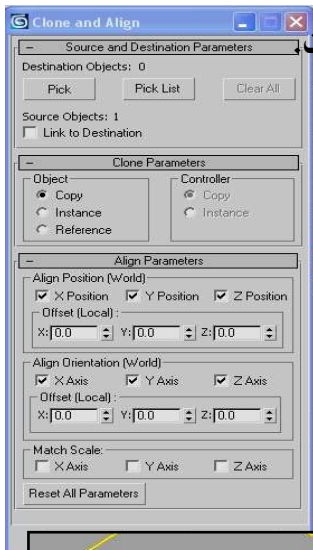 Clone and Align
Source and Destination Parameters
Destination Objects: 0
Pick Pick List Clear All
Source Objects: 1
Link to Destination
Clone Parameters
Object Controller
Copy Copy
Instance Instance
Reference
Align Parameters
Align Position (World)
X Position Y Position Z Position
Offset (Local) :
X: 0.0 Y: 0.0 Z: 0.0
Align Orientation (World)
X Axis Y Axis Z Axis
Offset (Local) :
X: 0.0 Y: 0.0 Z: 0.0
Match Scale:
X Axis Y Axis Z Axis
Reset All Parameters